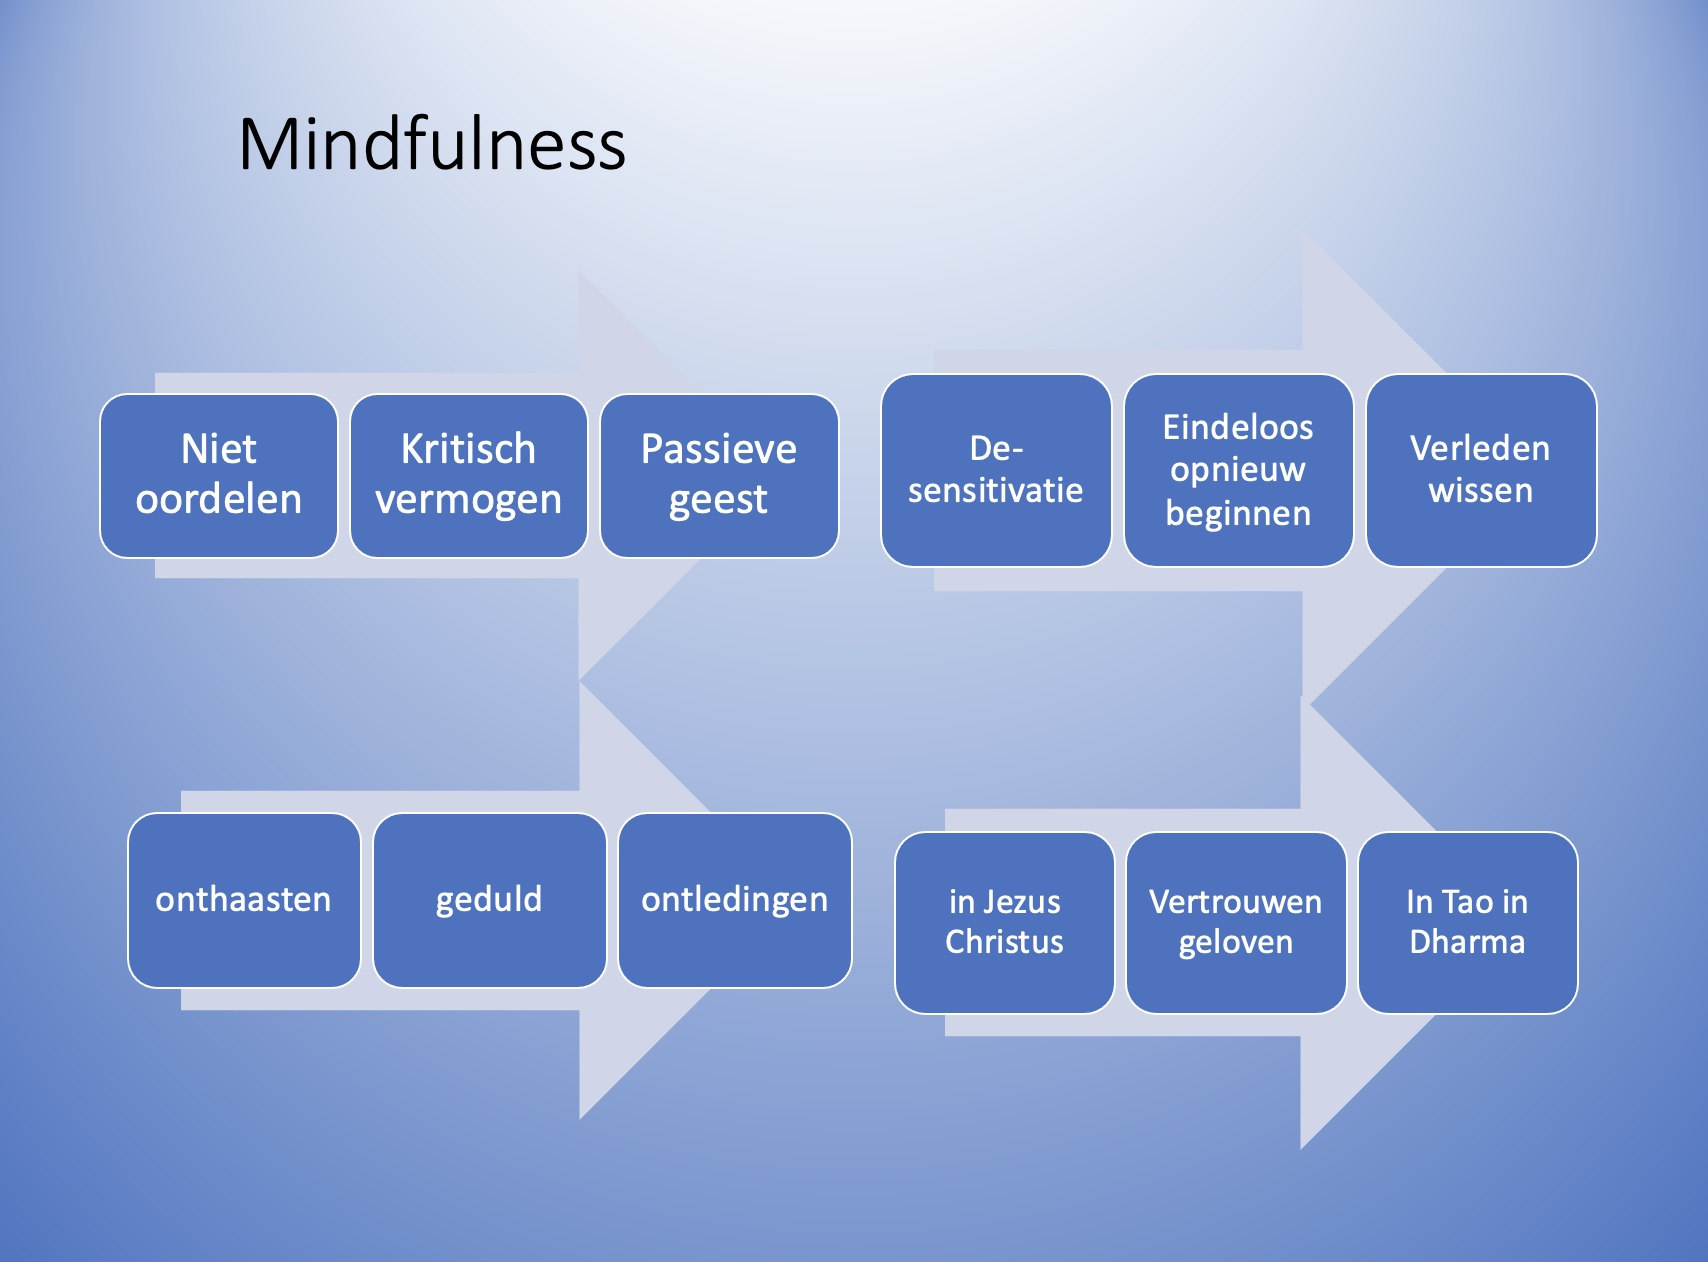 Mindfulness
Niet
oordelen
Kritisch
vermogen
Passieve
geest
De-
sensitivatie
Eindeloos
opnieuw
beginnen
Verleden
wissen
onthaasten
geduld
ontledingen
in Jezus
Christus
Vertrouwen
geloven
In Tao in
Dharma